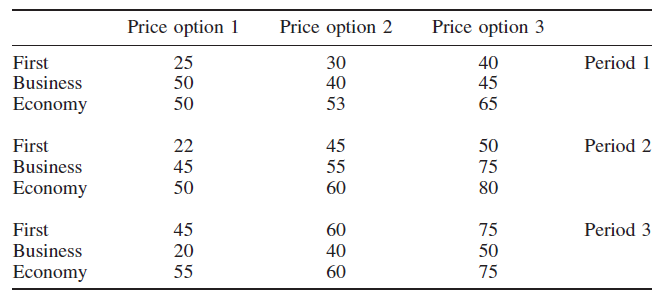 Price option 1 Price option 2 Price option 3
First 25 30 40 Period 1
Business 50 40 45
Economy 50 53 65
First 22 45 50 Period 2
Business 45 55 75
Economy 50 60 80
First 45 60 75 Period 3
Business 20 40 50
Economy 55 60 75